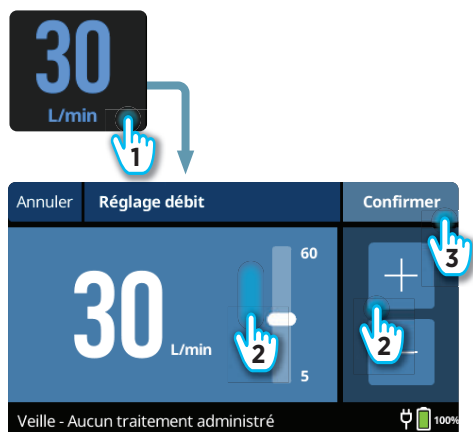 30
L/min
1
Annuler Réglage débit Confirmer
3
60
30 L/min
2
2
5
Veille - Aucun traitement administré 100%